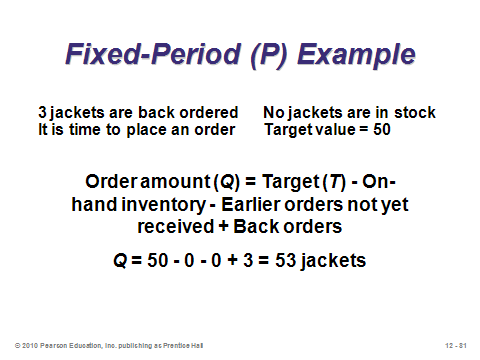 Fixed-Period (P) Example
3 jackets are back ordered No jackets are in stock
It is time to place an order Target value = 50
Order amount (Q) = Target (T) - On-
hand inventory - Earlier orders not yet
received + Back orders
Q = 50 - 0 - 0 + 3 = 53 jackets
© 2010 Pearson Education, Inc. publishing as Prentice Hall 12 - 81